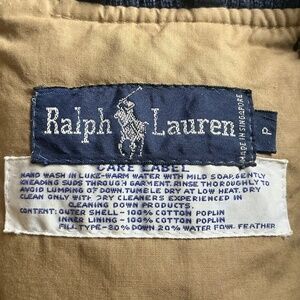 Ralph Lauren
MADE IN SINGAPORE
P
CARE LABEL
HAND WASH IN LUKE-WARM WATER WITH MILD SOAP, GENTLY
KNEADING SUDS THROUGH GARMENT. RINSE THOROUGHLY TO
AVOID LUMPING OF DOWN. TUMBLE DRY AT LOW HEAT. DRY
CLEAN ONLY WITH DRY CLEANERS EXPERIENCED IN
CLEANING DOWN PRODUCTS.
CONTENT: OUTER SHELL - 100% COTTON POPLIN
INNER LINING - 100% COTTON POPLIN
FILL TYPE - 80% DOWN 20% WATER FOWL FEATHER